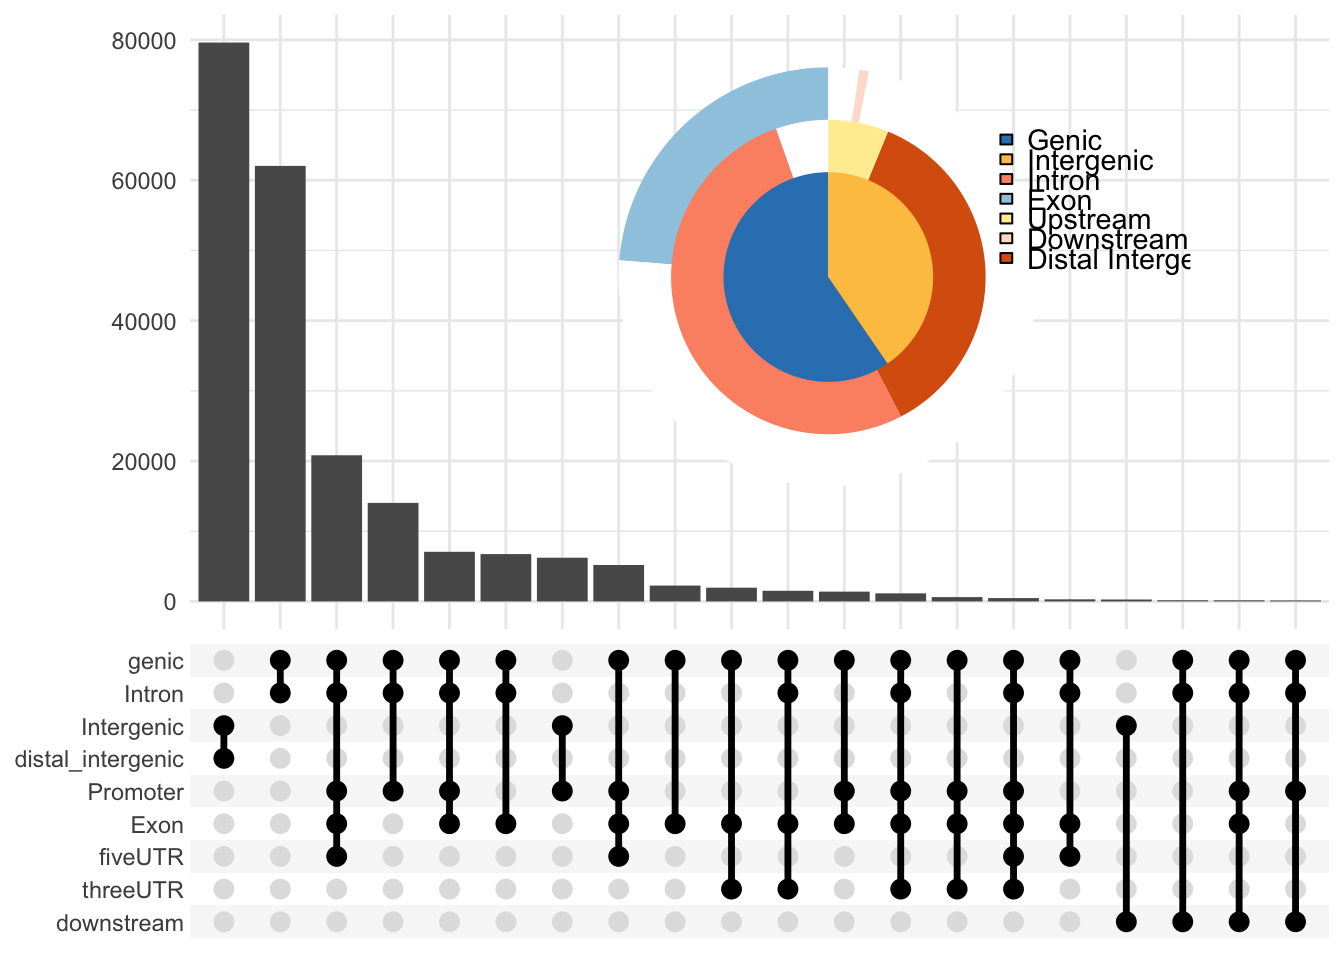 80000
60000
40000
20000
0
Genic
Intergenic
Intron
Exon
Upstream
Downstream
Distal Interge
genic
Intron
Intergenic
distal_intergenic
Promoter
Exon
fiveUTR
threeUTR
downstream